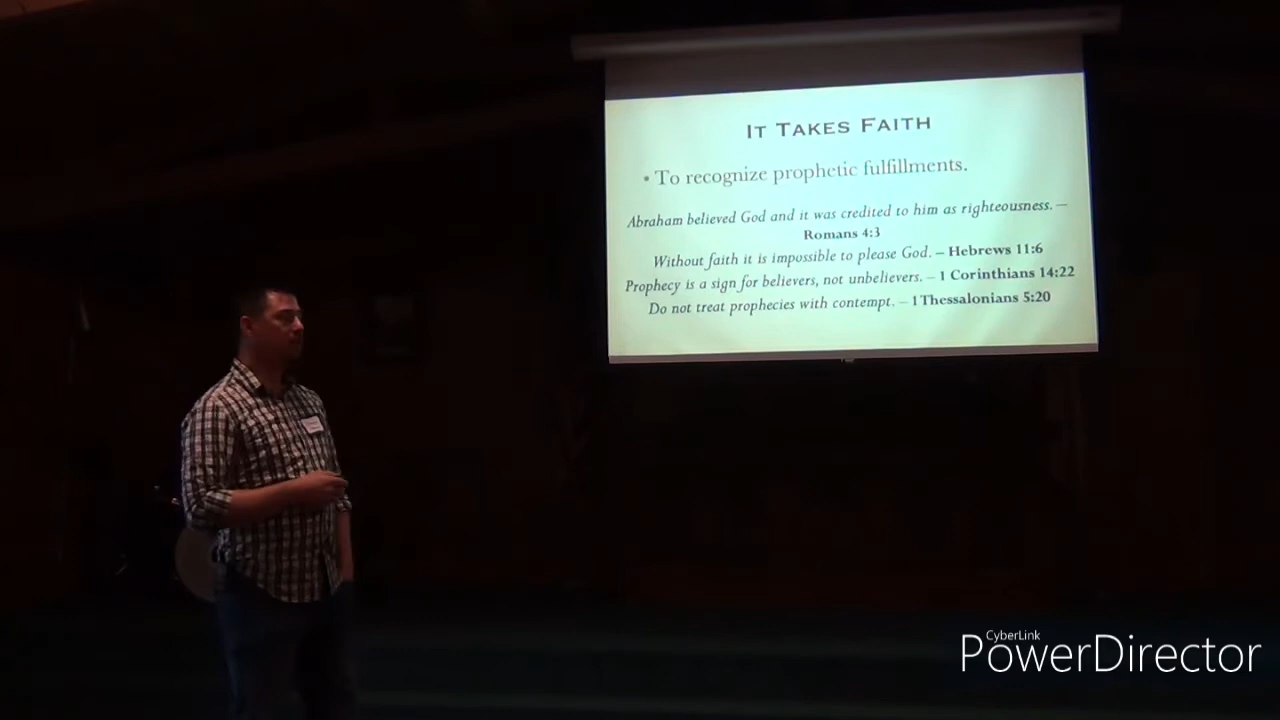 IT TAKES FAITH
• To recognize prophetic fulfillments.
Abraham believed God and it was credited to him as righteousness. –
Romans 4:3
Without faith it is impossible to please God. – Hebrews 11:6
Prophecy is a sign for believers, not unbelievers. – 1 Corinthians 14:22
Do not treat prophecies with contempt. – 1 Thessalonians 5:20
CyberLink
PowerDirector